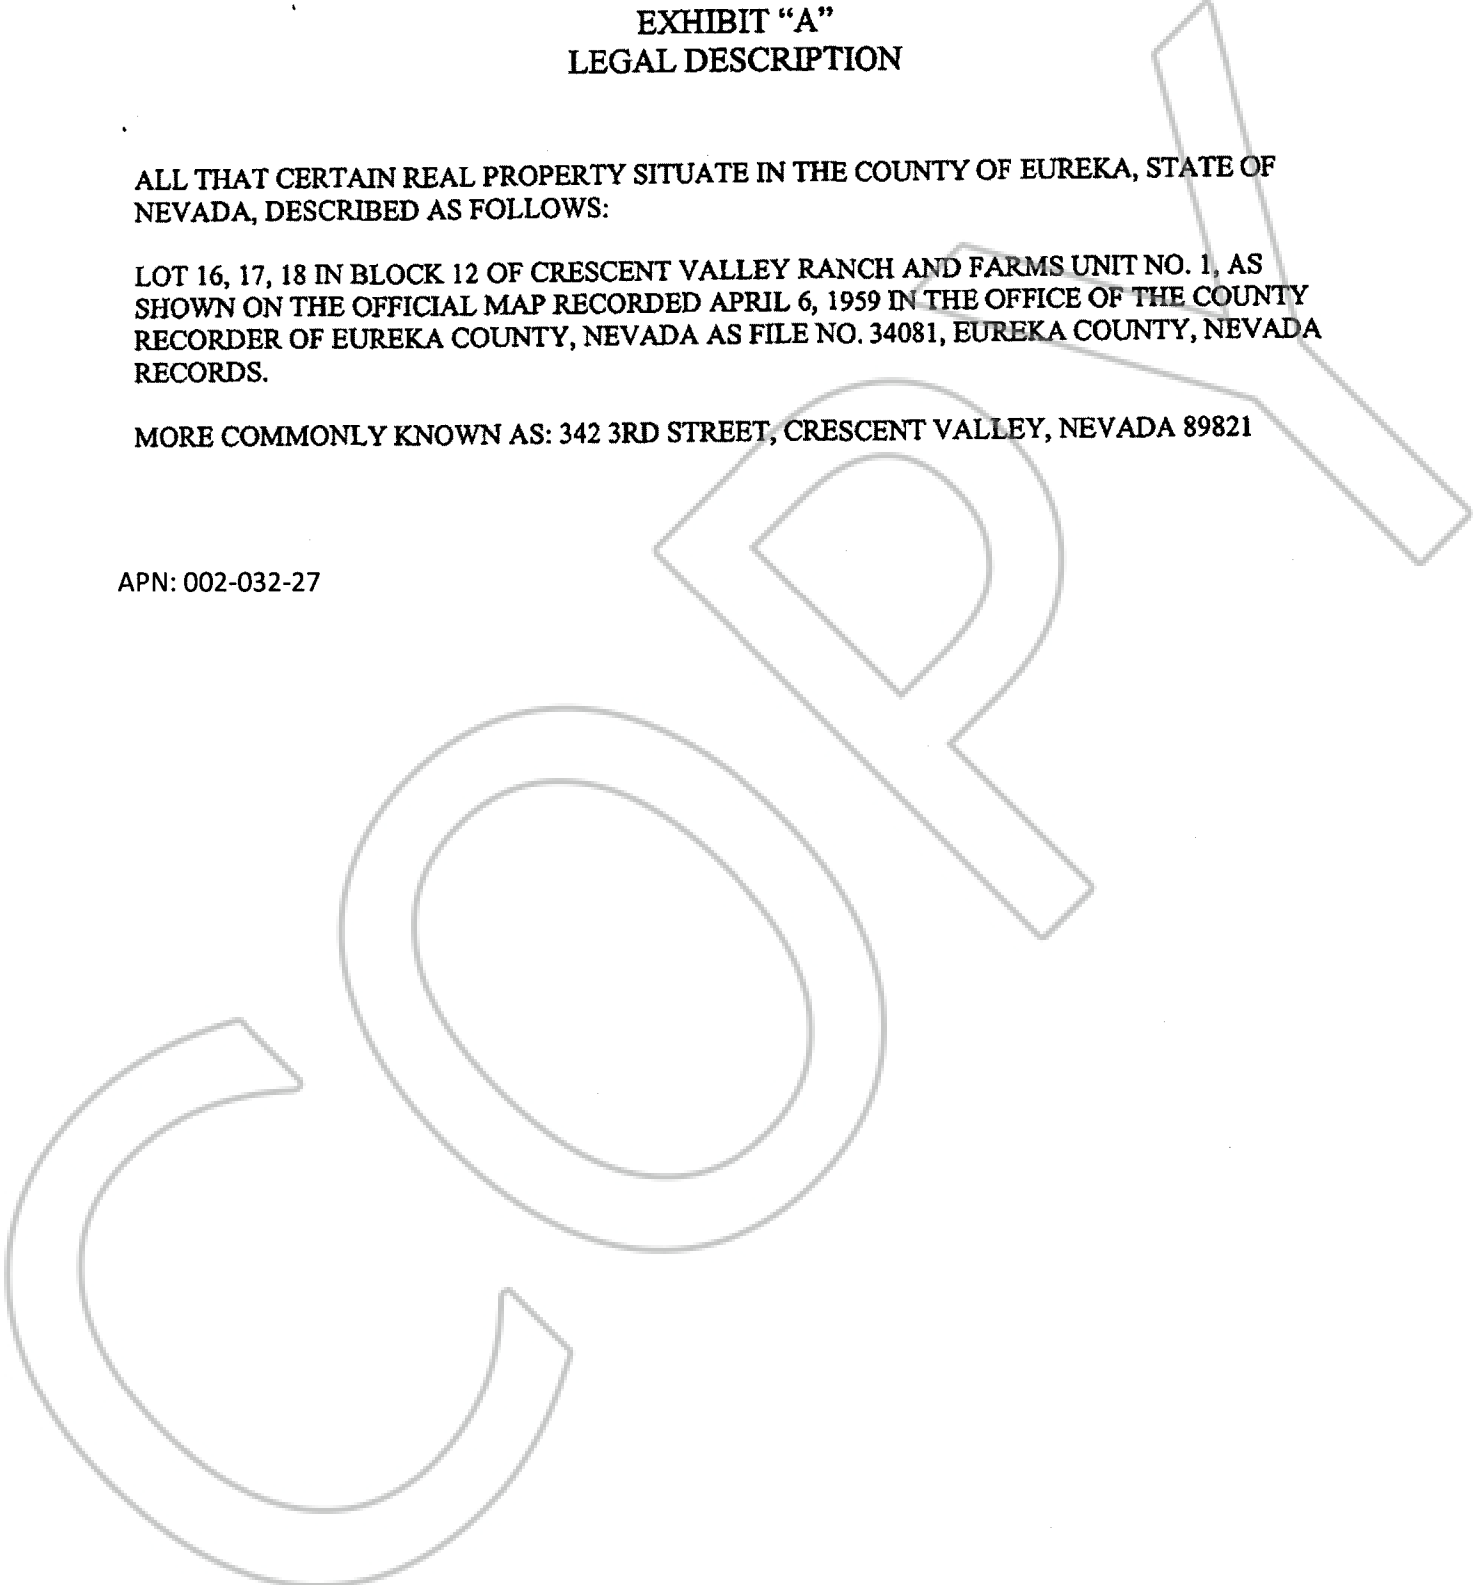 EXHIBIT “A”
LEGAL DESCRIPTION
ALL THAT CERTAIN REAL PROPERTY SITUATE IN THE COUNTY OF EUREKA, STATE OF
NEVADA, DESCRIBED AS FOLLOWS:
LOT 16, 17, 18 IN BLOCK 12 OF CRESCENT VALLEY RANCH AND FARMS UNIT NO. 1, AS
SHOWN ON THE OFFICIAL MAP RECORDED APRIL 6, 1959 IN THE OFFICE OF THE COUNTY
RECORDER OF EUREKA COUNTY, NEVADA AS FILE NO. 34081, EUREKA COUNTY, NEVADA
RECORDS.
MORE COMMONLY KNOWN AS: 342 3RD STREET, CRESCENT VALLEY, NEVADA 89821
APN: 002-032-27
COPY